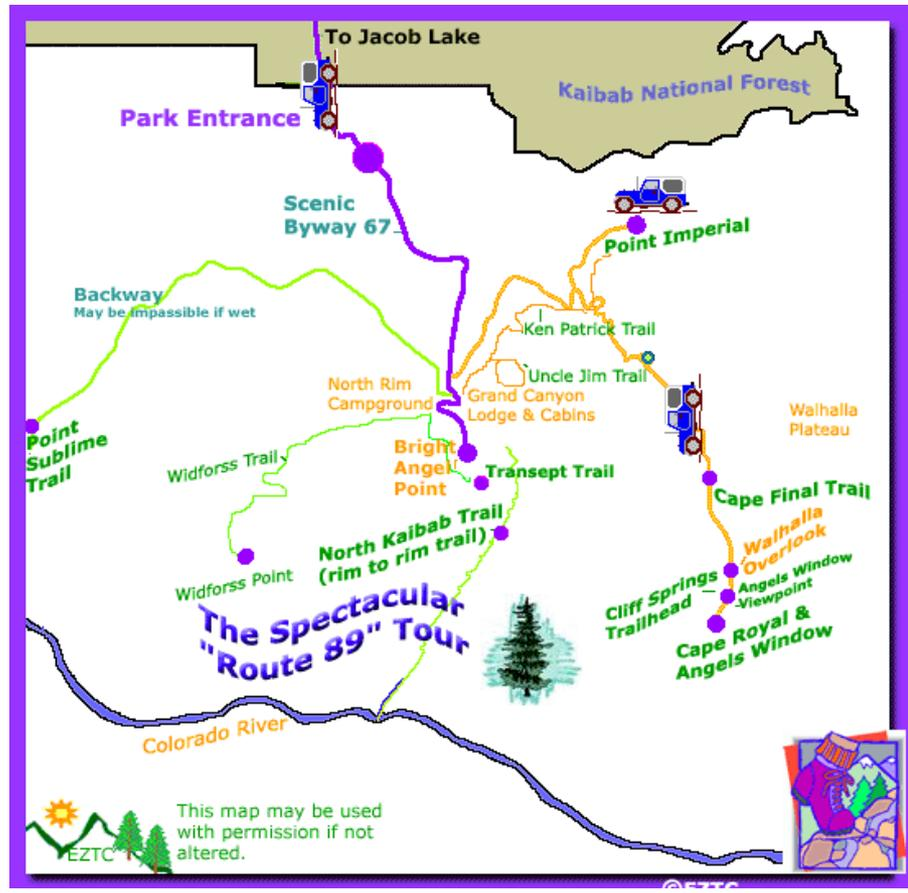 To Jacob Lake
Kaibab National Forest
Park Entrance
Scenic
Byway 67
Point Imperial
Backway
May be impassible if wet
Ken Patrick Trail
Uncle Jim Trail
North Rim
Campground
Grand Canyon
Lodge & Cabins
Walhalla
Plateau
Point
Sublime
Trail
Widforss Trail
Bright
Angel
Point
Transept Trail
Cape Final Trail
North Kaibab Trail
(rim to rim trail)
Walhalla
Overlook
Widforss Point
Cliff Springs
Trailhead
Angels Window
Viewpoint
The Spectacular
"Route 89" Tour
Cape Royal &
Angels Window
Colorado River
This map may be used
with permission if not
altered.
EZTC
©EZTC